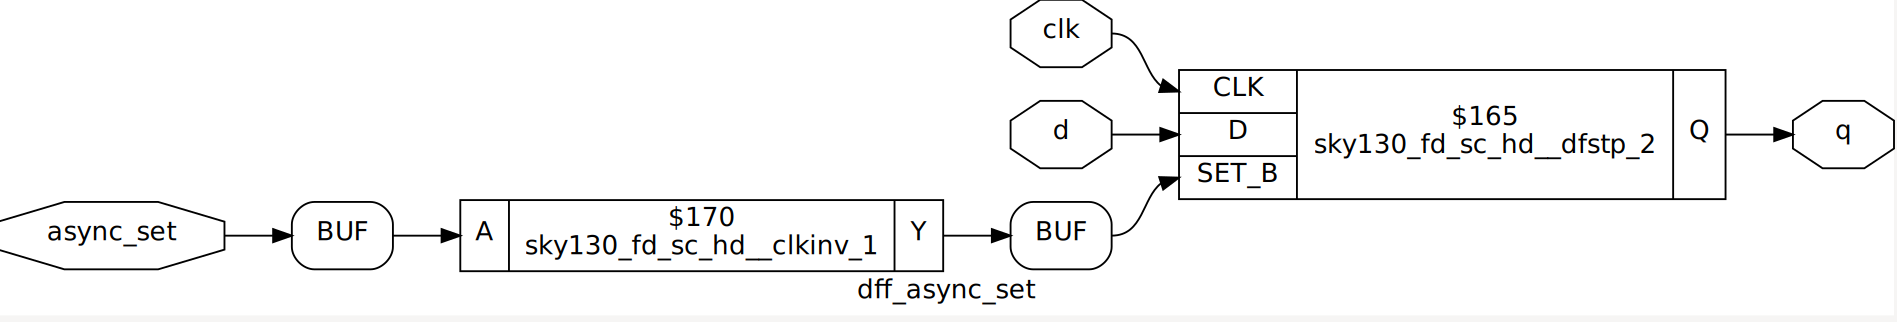 clk
CLK
$165
d
D
sky130_fd_sc_hd__dfstp_2
Q
q
SET_B
async_set
BUF
A
$170
sky130_fd_sc_hd__clkinv_1
Y
BUF
dff_async_set